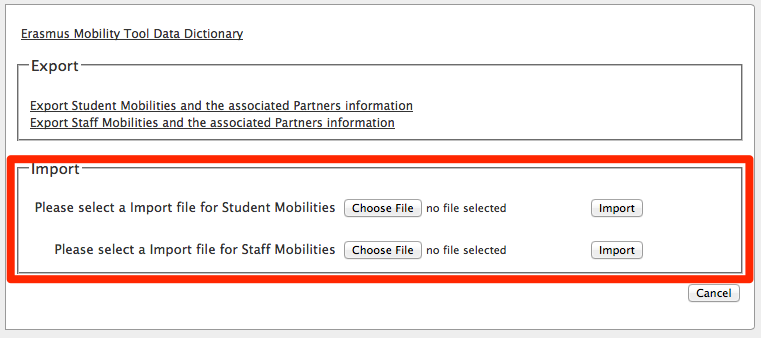 Erasmus Mobility Tool Data Dictionary
Export
Export Student Mobilities and the associated Partners information
Export Staff Mobilities and the associated Partners information
Import
Please select a Import file for Student Mobilities Choose File no file selected Import
Please select a Import file for Staff Mobilities Choose File no file selected Import
Cancel